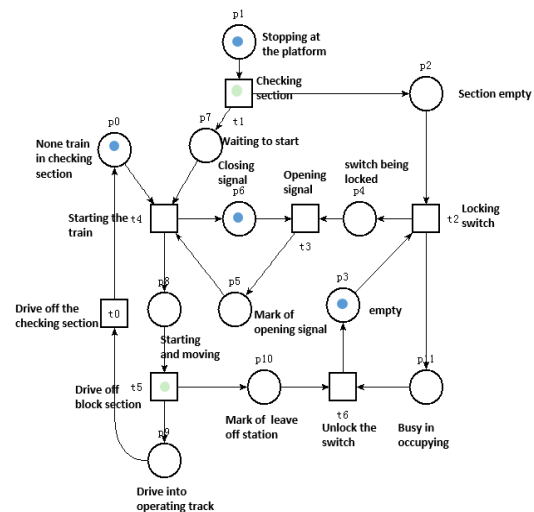 p1
Stopping at
the platform
p2
Checking
section
t1
Section empty
p0
None train
in checking
section
p7
Waiting to start
Closing
signal
p6
Opening
signal
t3
switch being
locked
p4
Locking
switch
t2
Starting the
train
t4
p5
Mark of
opening signal
p3
empty
p8
Starting
and moving
Drive off the
checking section
t0
p10
p11
Drive off
block section
t5
Mark of leave
off station
t6
Unlock the
switch
Busy in
occupying
p9
Drive into
operating track